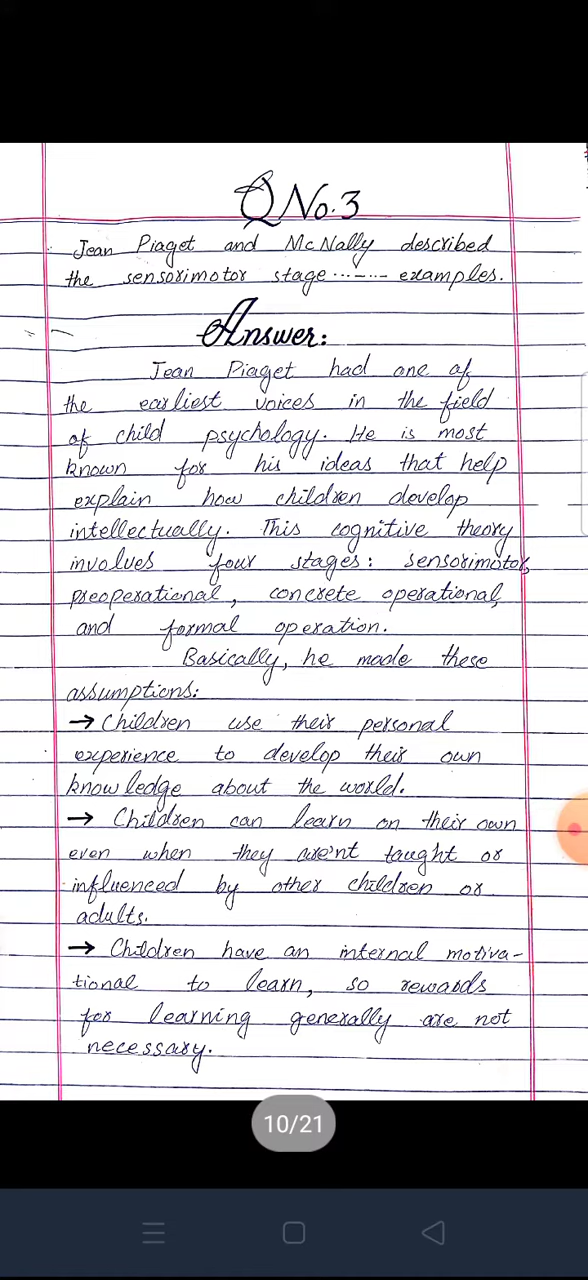 Q No.3
Jean Piaget and McNally described
the sensorimotor stage ...-... examples.
Answer:
Jean Piaget had one of
the earliest voices in the field
of child psychology. He is most
known for his ideas that help
explain how children develop
intellectually. This cognitive theory
involves four stages: sensorimotor,
preoperational, concrete operational,
and formal operation.
Basically, he made these
assumptions:
→ Children use their personal
experience to develop their own
knowledge about the world.
→ Children can learn on their own
even when they are'nt taught or
influenced by other children or
adults.
→ Children have an internal motiva-
tional to learn, so rewards
for learning generally are not
necessary.
10/21